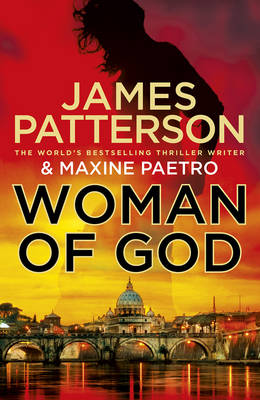 JAMES
PATTERSON
THE WORLD'S BESTSELLING THRILLER WRITER
& MAXINE PAETRO
WOMAN
OF GOD